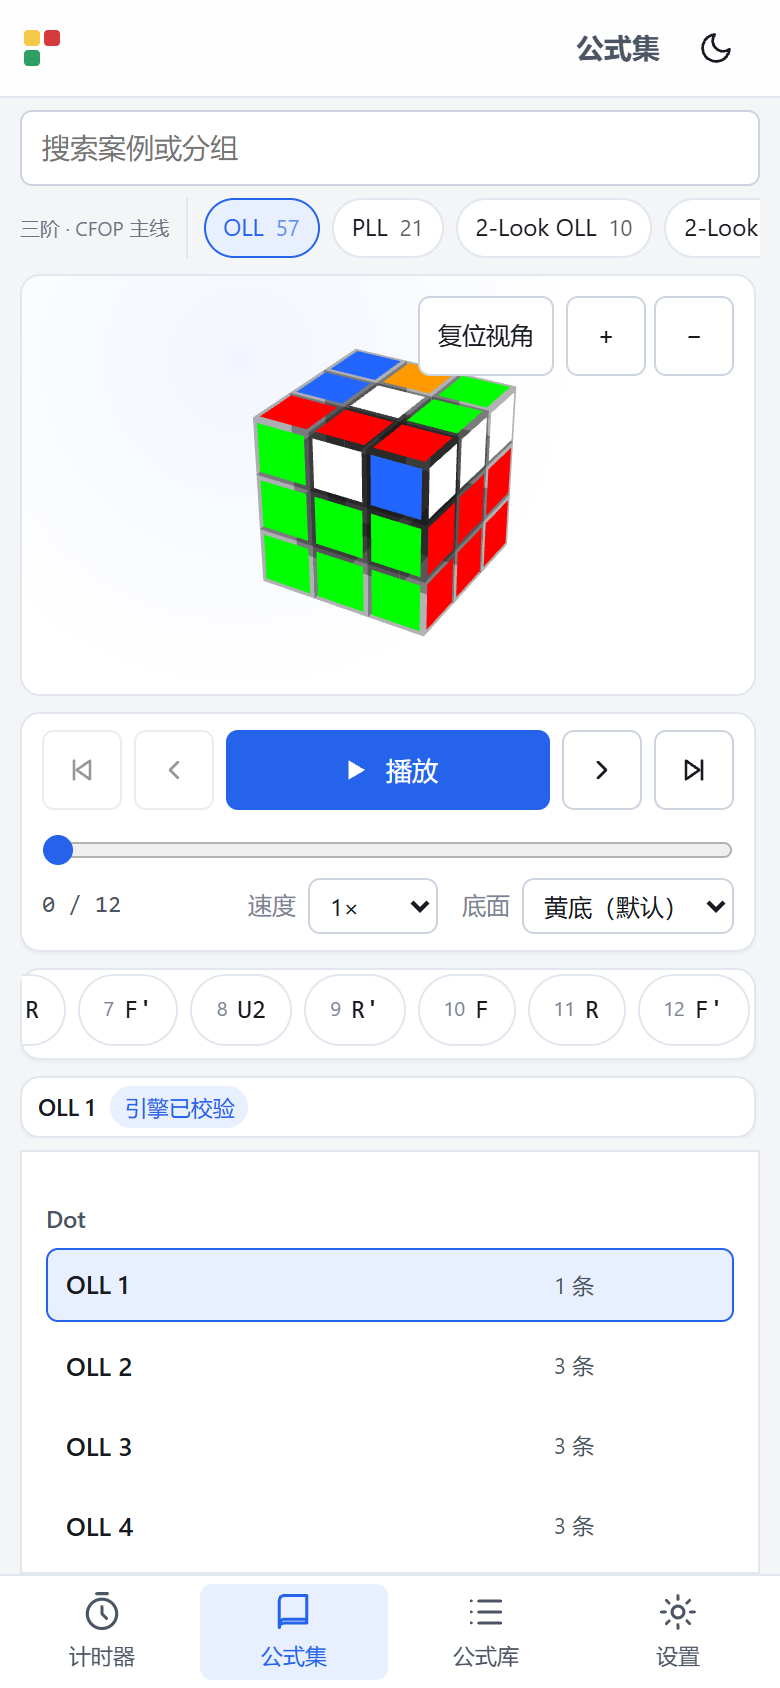 公式集
搜索案例或分组
三阶 · CFOP 主线 OLL 57 PLL 21 2-Look OLL 10 2-Look
复位视角 + −
播放
0 / 12 速度 1× 底面 黄底（默认）
R 7 F' 8 U2 9 R' 10 F 11 R 12 F'
OLL 1 引擎已校验
Dot
OLL 1 1 条
OLL 2 3 条
OLL 3 3 条
OLL 4 3 条
计时器 公式集 公式库 设置